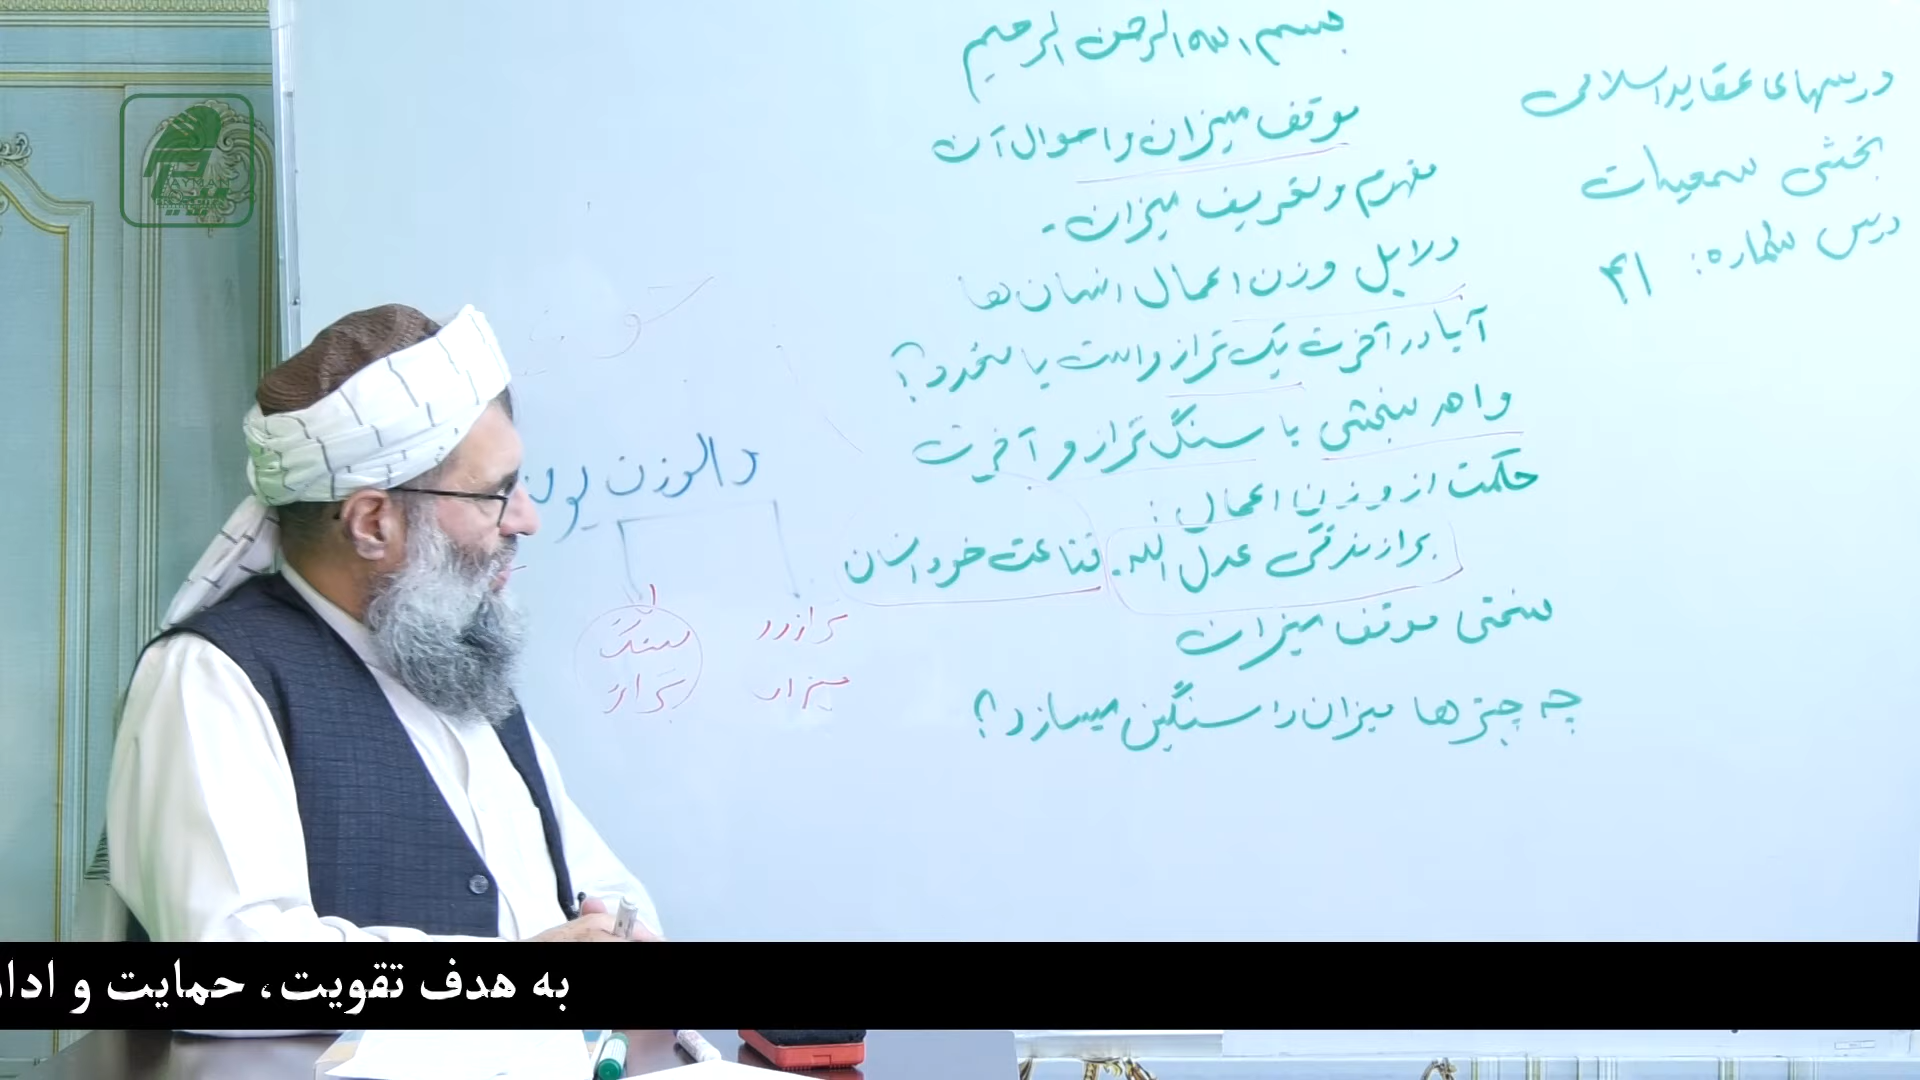 درسهای عقاید اسلامی
بخش سمعیات
درس شماره: ۴۱
بسم الله الرحمن الرحیم
موقف میزان و احوال آن
مفهوم و تعریف میزان.
دلایل وزن اعمال انسان ها
آیا در آخرت یک ترازو است یا متعدد؟
واحد سنجش یا سنگ ترازو آخرت
حکمت از وزن اعمال:
برازندگی عدل الله. قناعت خود انسان
سختی موقف میزان
چه چیزها میزان را سنگین میسازد؟
والوزن یو
ترازو
میزان
سنگ
ترازو
به هدف تقویت، حمایت و ادا